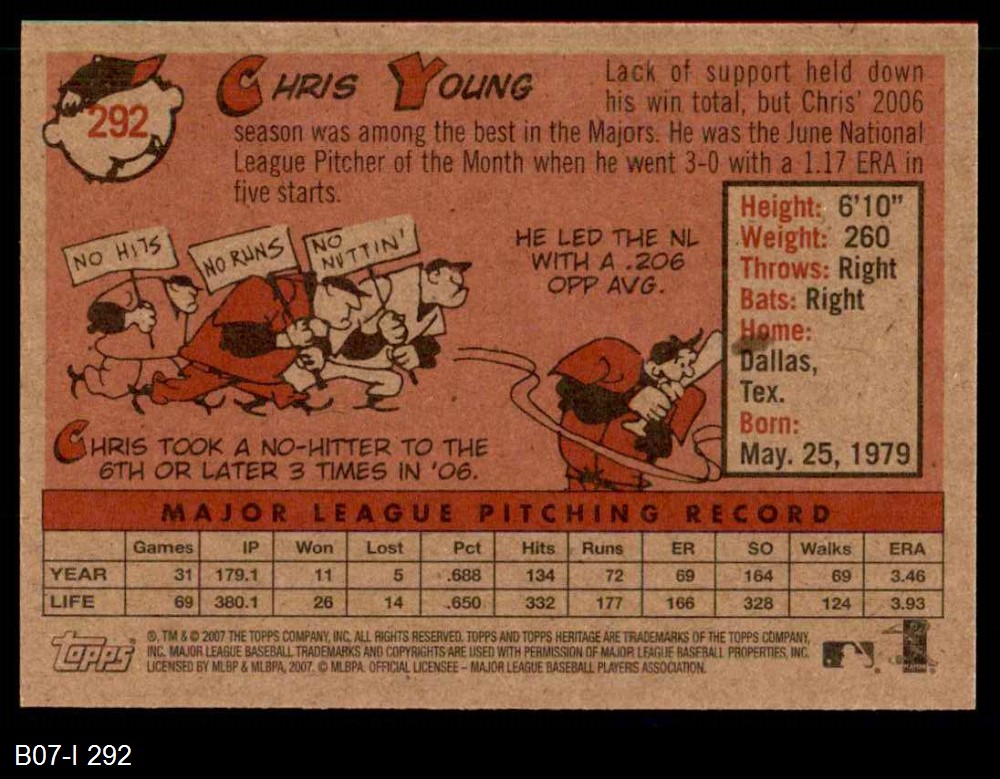 292
CHRIS YOUNG
Lack of support held down
his win total, but Chris' 2006
season was among the best in the Majors. He was the June National
League Pitcher of the Month when he went 3-0 with a 1.17 ERA in
five starts.
NO HITS
NO RUNS
NO
NUTTIN'
HE LED THE NL
WITH A .206
OPP AVG.
CHRIS TOOK A NO-HITTER TO THE
6TH OR LATER 3 TIMES IN '06.
Height: 6'10"
Weight: 260
Throws: Right
Bats: Right
Home:
Dallas,
Tex.
Born:
May. 25, 1979
MAJOR LEAGUE PITCHING RECORD
Games IP Won Lost Pct Hits Runs ER SO Walks ERA
YEAR 31 179.1 11 5 .688 134 72 69 164 69 3.46
LIFE 69 380.1 26 14 .650 332 177 166 328 124 3.93
topps
®, TM & © 2007 THE TOPPS COMPANY, INC. ALL RIGHTS RESERVED. TOPPS AND TOPPS HERITAGE ARE TRADEMARKS OF THE TOPPS COMPANY,
INC. MAJOR LEAGUE BASEBALL TRADEMARKS AND COPYRIGHTS ARE USED WITH PERMISSION OF MAJOR LEAGUE BASEBALL PROPERTIES, INC.
LICENSED BY MLBP & MLBPA, 2007. © MLBPA. OFFICIAL LICENSEE – MAJOR LEAGUE BASEBALL PLAYERS ASSOCIATION.
B07-I 292